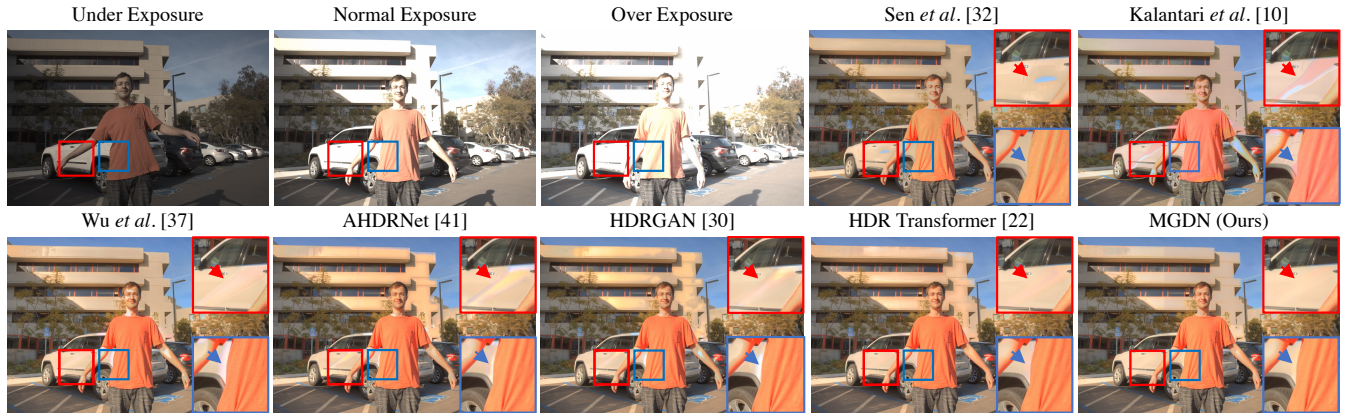 Under Exposure
Normal Exposure
Over Exposure
Sen et al. [32]
Kalantari et al. [10]
Wu et al. [37]
AHDRNet [41]
HDRGAN [30]
HDR Transformer [22]
MGDN (Ours)